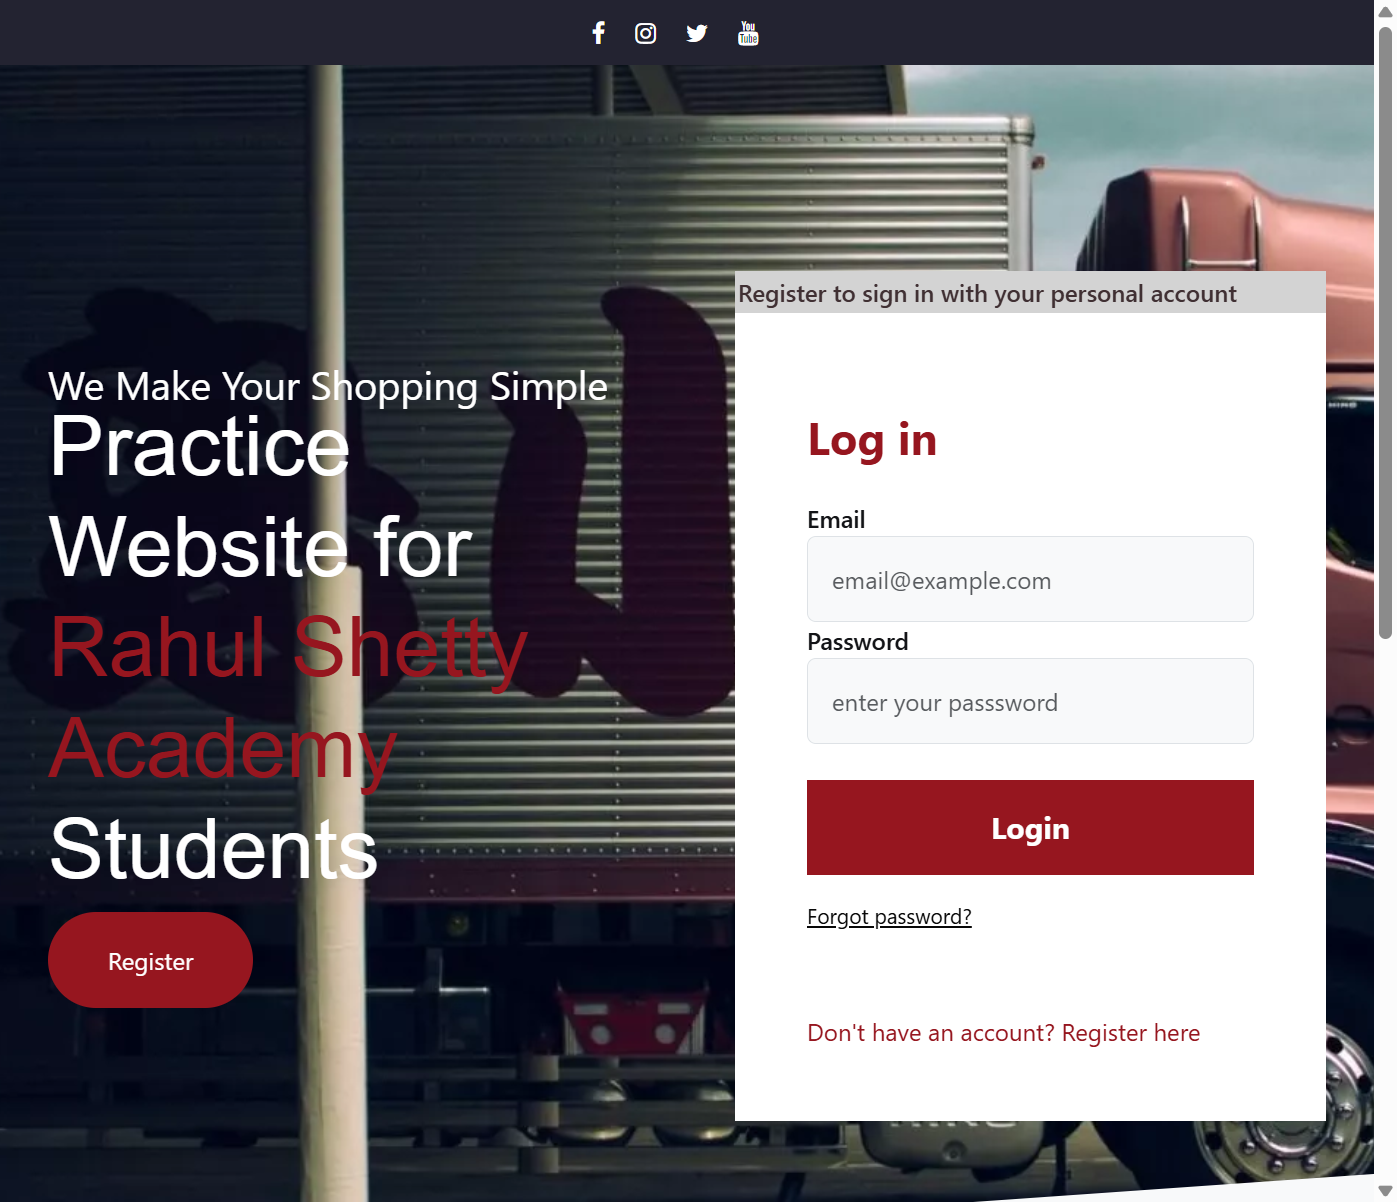 You
Tube
Register to sign in with your personal account
We Make Your Shopping Simple
Practice
Website for
Rahul Shetty
Academy
Students
Register
Log in
Email
email@example.com
Password
enter your passsword
Login
Forgot password?
Don't have an account? Register here
HINO